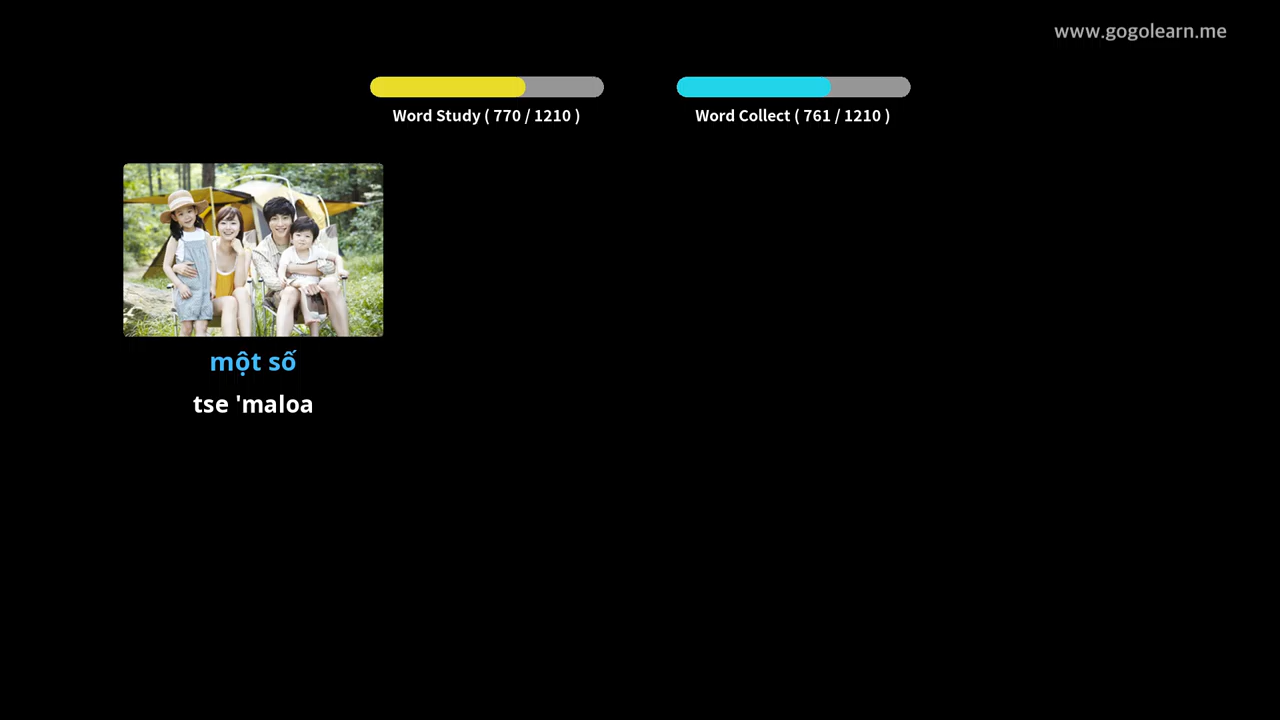 www.gogolearn.me
Word Study ( 770 / 1210 )
Word Collect ( 761 / 1210 )
một số
tse 'maloa